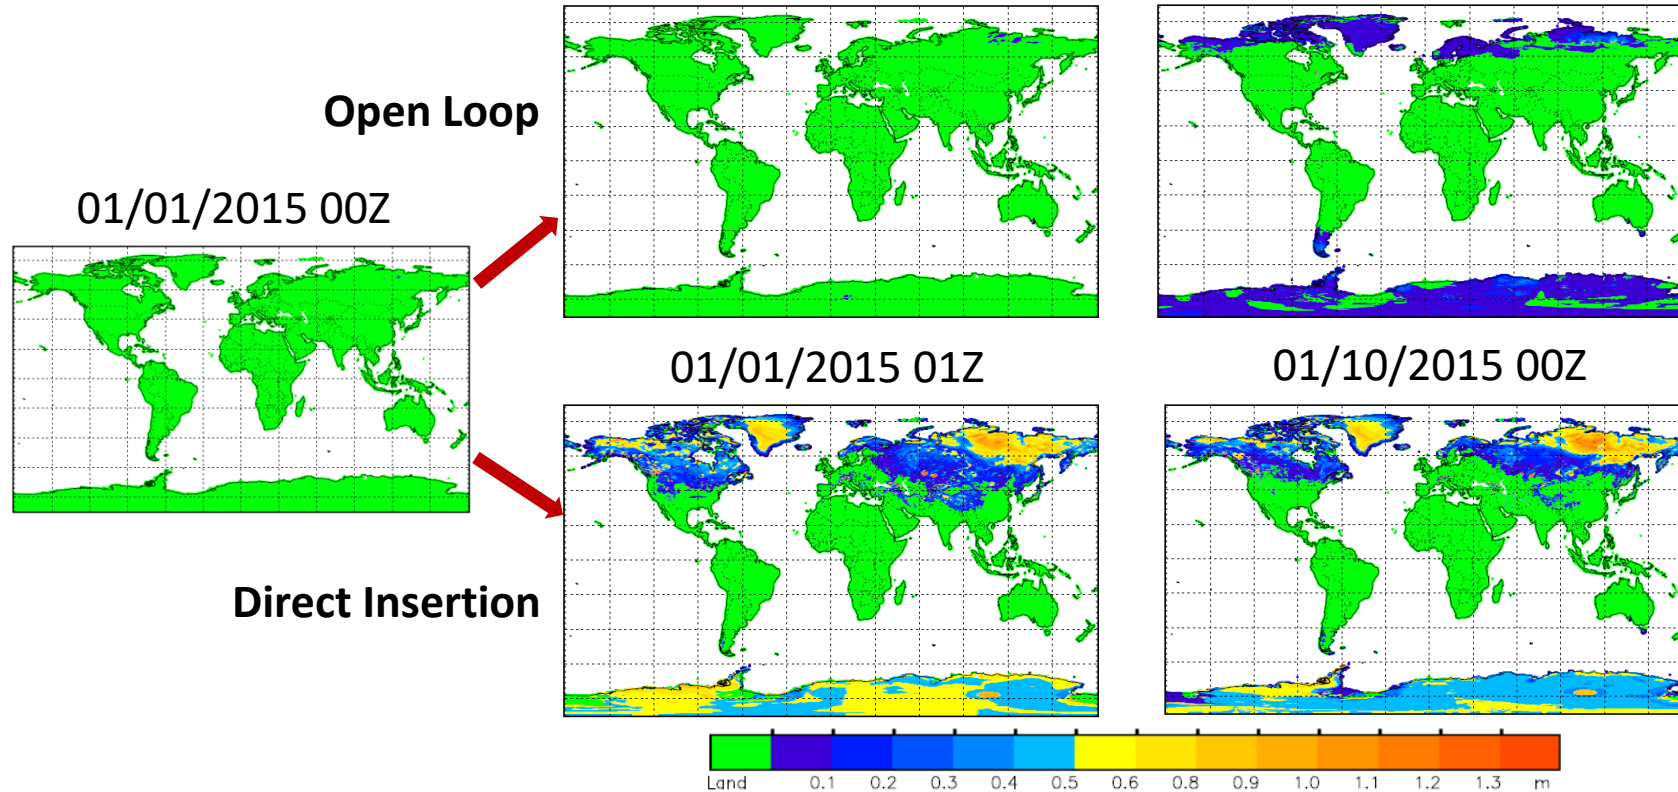 Open Loop
01/01/2015 00Z
01/01/2015 01Z
01/10/2015 00Z
Direct Insertion
Land 0.1 0.2 0.3 0.4 0.5 0.6 0.8 0.9 1.0 1.1 1.2 1.3 m